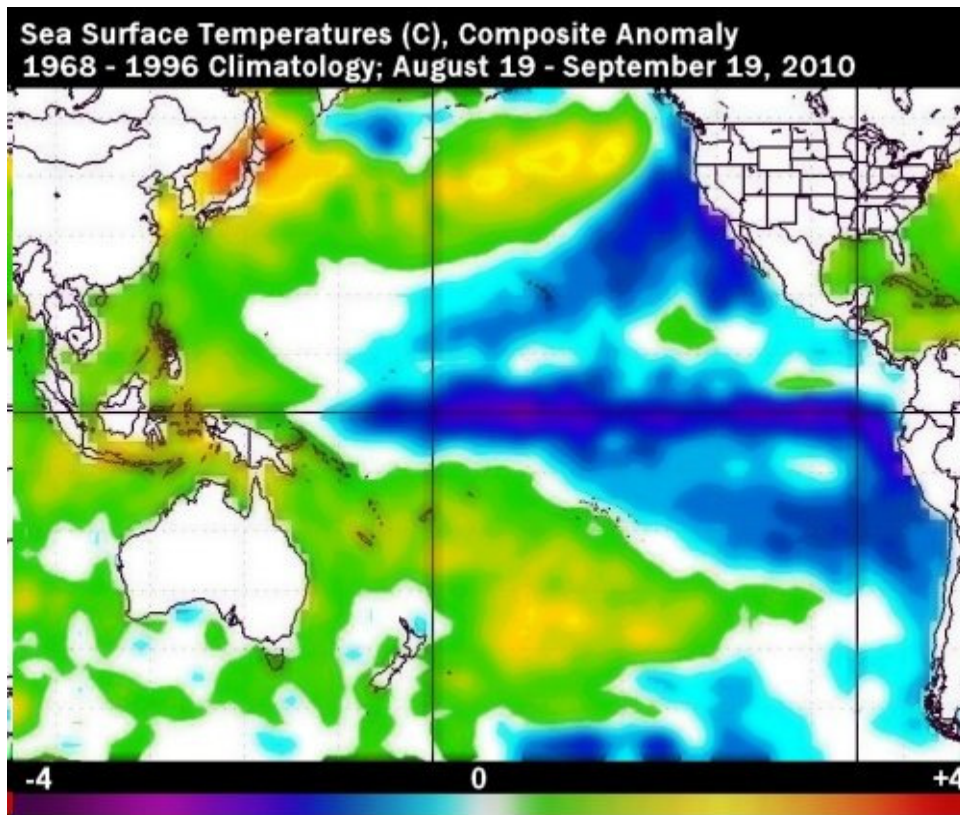 Sea Surface Temperatures (C), Composite Anomaly
1968 - 1996 Climatology; August 19 - September 19, 2010
-4 0 +4